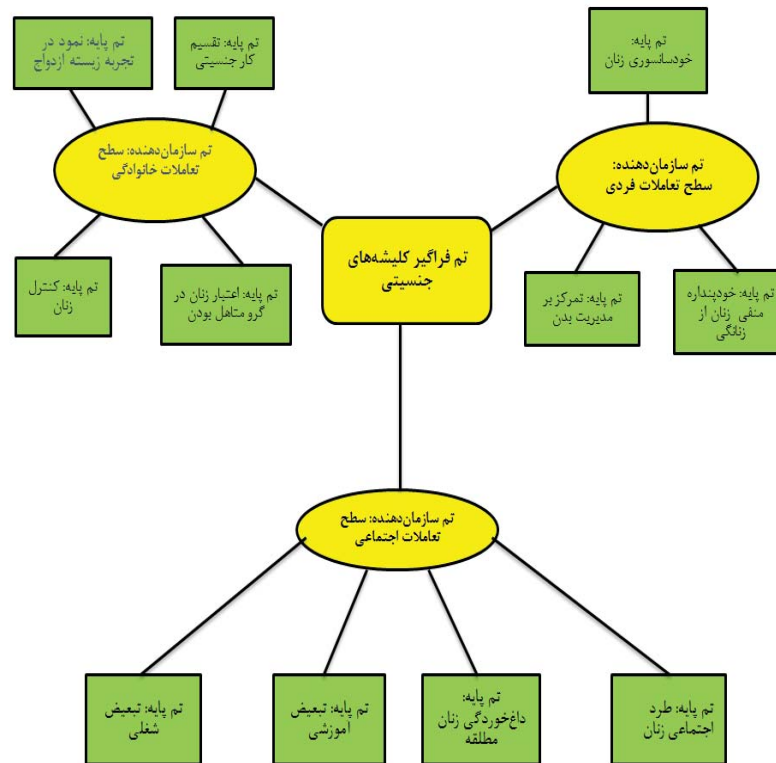 تم پایه:
خودسانسوری زنان
تم پایه: تقسیم
کار جنسیتی
تم پایه: نمود در
تجربه زیسته ازدواج
تم سازمان‌دهنده:
سطح تعاملات فردی
تم سازمان‌دهنده: سطح
تعاملات خانوادگی
تم فراگیر کلیشه‌های
جنسیتی
تم پایه: خودپنداره
منفی زنان از
زنانگی
تم پایه: تمرکز بر
مدیریت بدن
تم پایه: اعتبار زنان در
گرو متاهل بودن
تم پایه: کنترل
زنان
تم سازمان‌دهنده: سطح
تعاملات اجتماعی
تم پایه: طرد
اجتماعی زنان
تم پایه:
داغ‌خوردگی زنان
مطلقه
تم پایه: تبعیض
آموزشی
تم پایه: تبعیض
شغلی